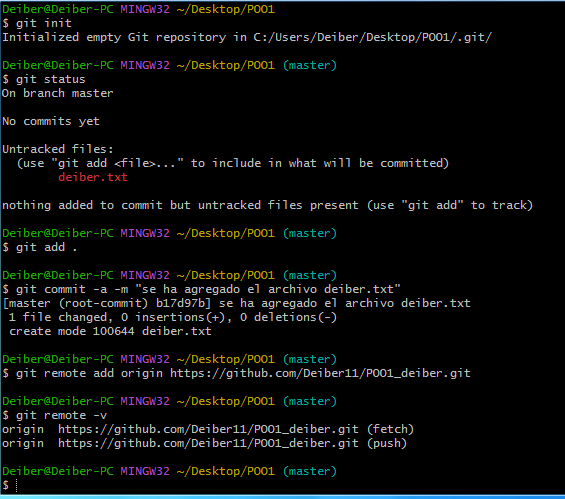 Deiber@Deiber-PC MINGW32 ~/Desktop/POO1
$ git init
Initialized empty Git repository in C:/Users/Deiber/Desktop/POO1/.git/
Deiber@Deiber-PC MINGW32 ~/Desktop/POO1 (master)
$ git status
On branch master
No commits yet
Untracked files:
  (use "git add <file>..." to include in what will be committed)
        deiber.txt
nothing added to commit but untracked files present (use "git add" to track)
Deiber@Deiber-PC MINGW32 ~/Desktop/POO1 (master)
$ git add .
Deiber@Deiber-PC MINGW32 ~/Desktop/POO1 (master)
$ git commit -a -m "se ha agregado el archivo deiber.txt"
[master (root-commit) b17d97b] se ha agregado el archivo deiber.txt
 1 file changed, 0 insertions(+), 0 deletions(-)
 create mode 100644 deiber.txt
Deiber@Deiber-PC MINGW32 ~/Desktop/POO1 (master)
$ git remote add origin https://github.com/Deiber11/POO1_deiber.git
Deiber@Deiber-PC MINGW32 ~/Desktop/POO1 (master)
$ git remote -v
origin  https://github.com/Deiber11/POO1_deiber.git (fetch)
origin  https://github.com/Deiber11/POO1_deiber.git (push)
Deiber@Deiber-PC MINGW32 ~/Desktop/POO1 (master)
$